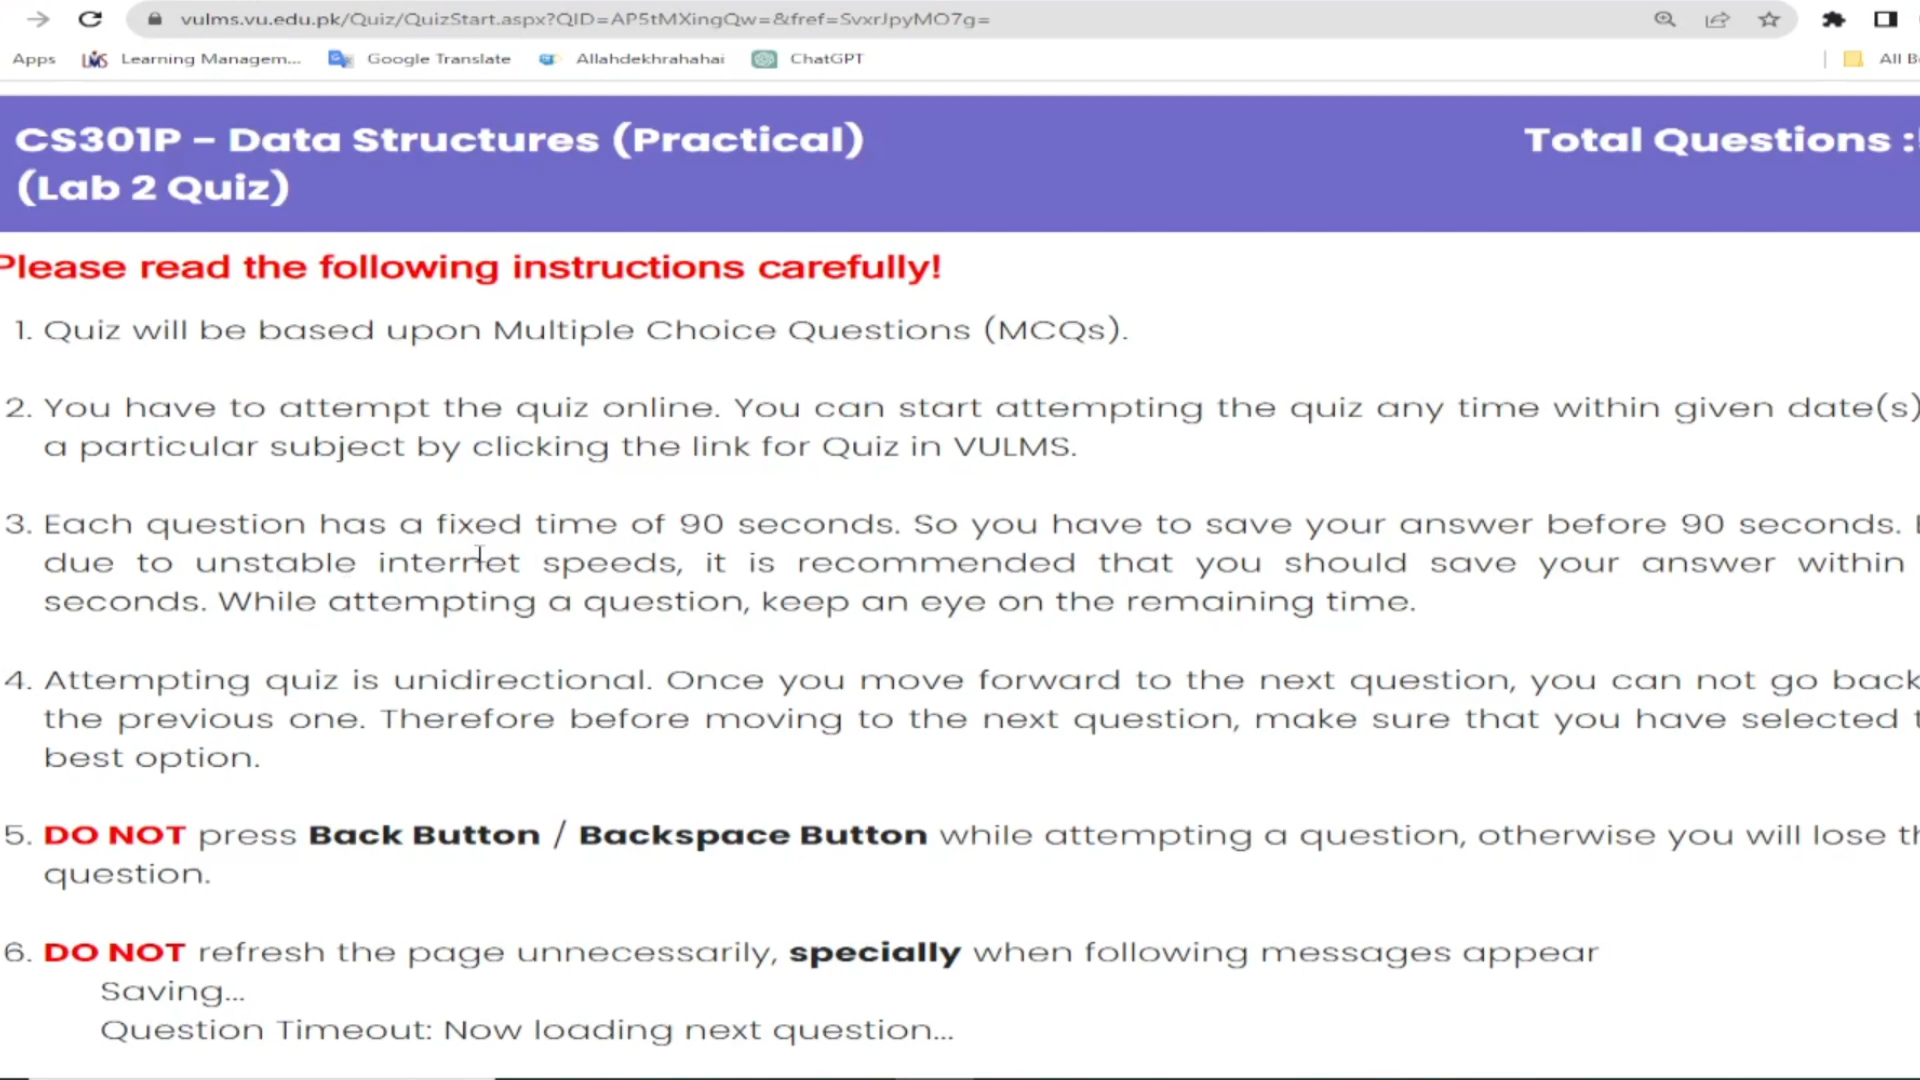 vulms.vu.edu.pk/Quiz/QuizStart.aspx?QID=AP5tMXingQw=&fref=SvxrJpyMO7g=
Apps LMS Learning Managem... Google Translate Allahdekhrahahai ChatGPT All B
CS301P – Data Structures (Practical) Total Questions :
(Lab 2 Quiz)
Please read the following instructions carefully!
1. Quiz will be based upon Multiple Choice Questions (MCQs).
2. You have to attempt the quiz online. You can start attempting the quiz any time within given date(s)
a particular subject by clicking the link for Quiz in VULMS.
3. Each question has a fixed time of 90 seconds. So you have to save your answer before 90 seconds.
due to unstable internet speeds, it is recommended that you should save your answer within
seconds. While attempting a question, keep an eye on the remaining time.
4. Attempting quiz is unidirectional. Once you move forward to the next question, you can not go back
the previous one. Therefore before moving to the next question, make sure that you have selected t
best option.
5. DO NOT press Back Button / Backspace Button while attempting a question, otherwise you will lose th
question.
6. DO NOT refresh the page unnecessarily, specially when following messages appear
Saving...
Question Timeout: Now loading next question...